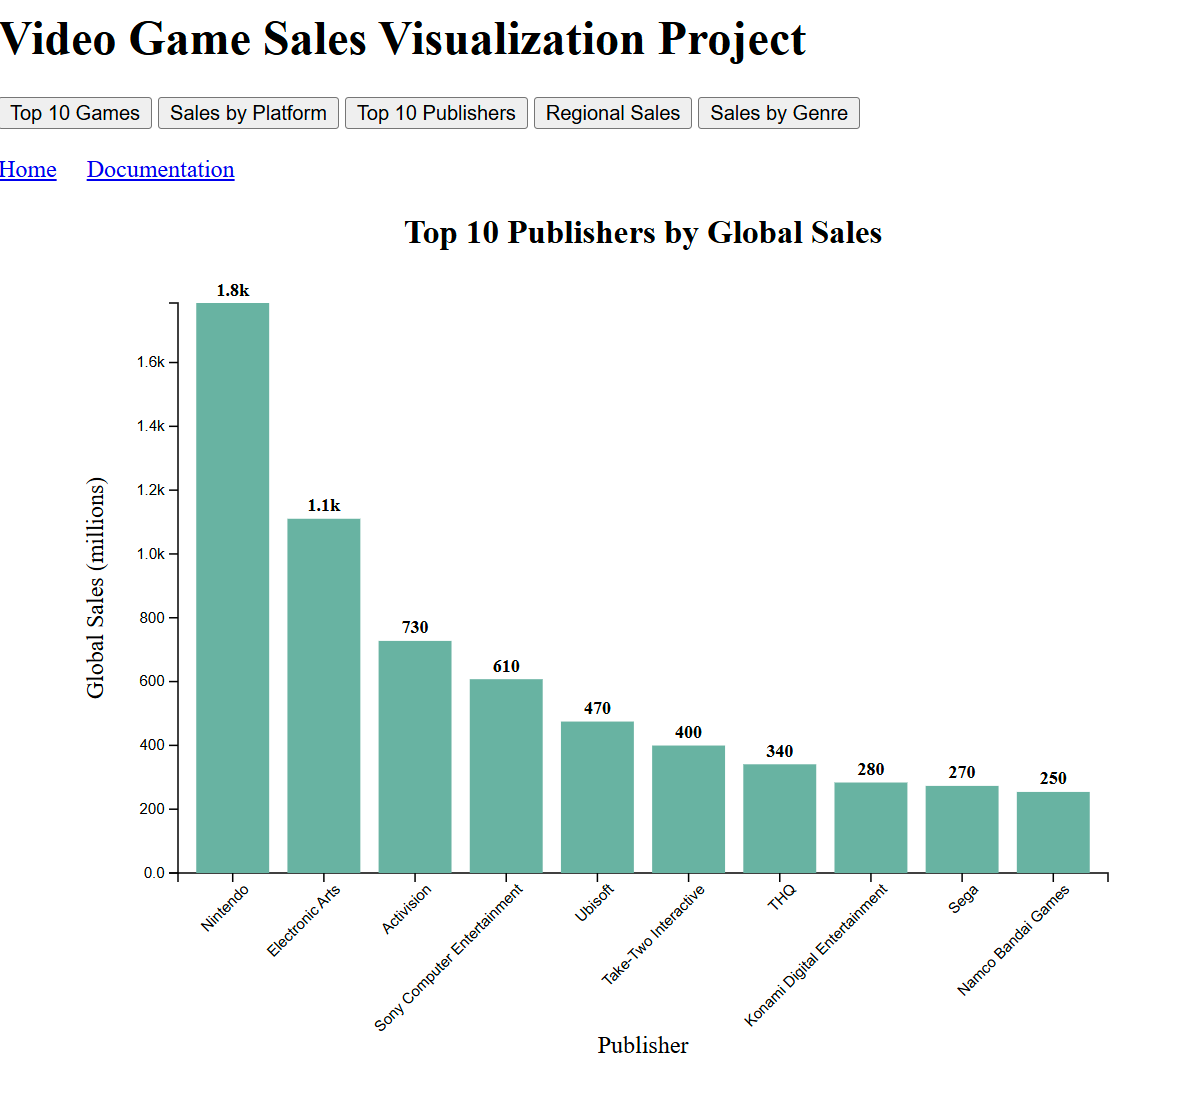 Video Game Sales Visualization Project
Top 10 Games Sales by Platform Top 10 Publishers Regional Sales Sales by Genre
Home Documentation
Top 10 Publishers by Global Sales
1.8k
1.6k
1.4k
1.2k
1.1k
1.0k
800
730
610
600
470
400
400
340
280
270
250
200
0.0
Global Sales (millions)
Nintendo
Electronic Arts
Activision
Sony Computer Entertainment
Ubisoft
Take-Two Interactive
THQ
Konami Digital Entertainment
Sega
Namco Bandai Games
Publisher